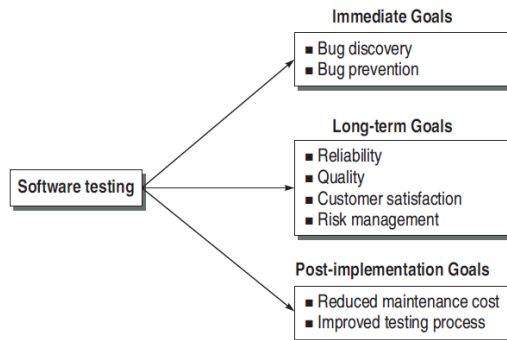 Immediate Goals
■ Bug discovery
■ Bug prevention
Long-term Goals
■ Reliability
■ Quality
■ Customer satisfaction
■ Risk management
Software testing
Post-implementation Goals
■ Reduced maintenance cost
■ Improved testing process